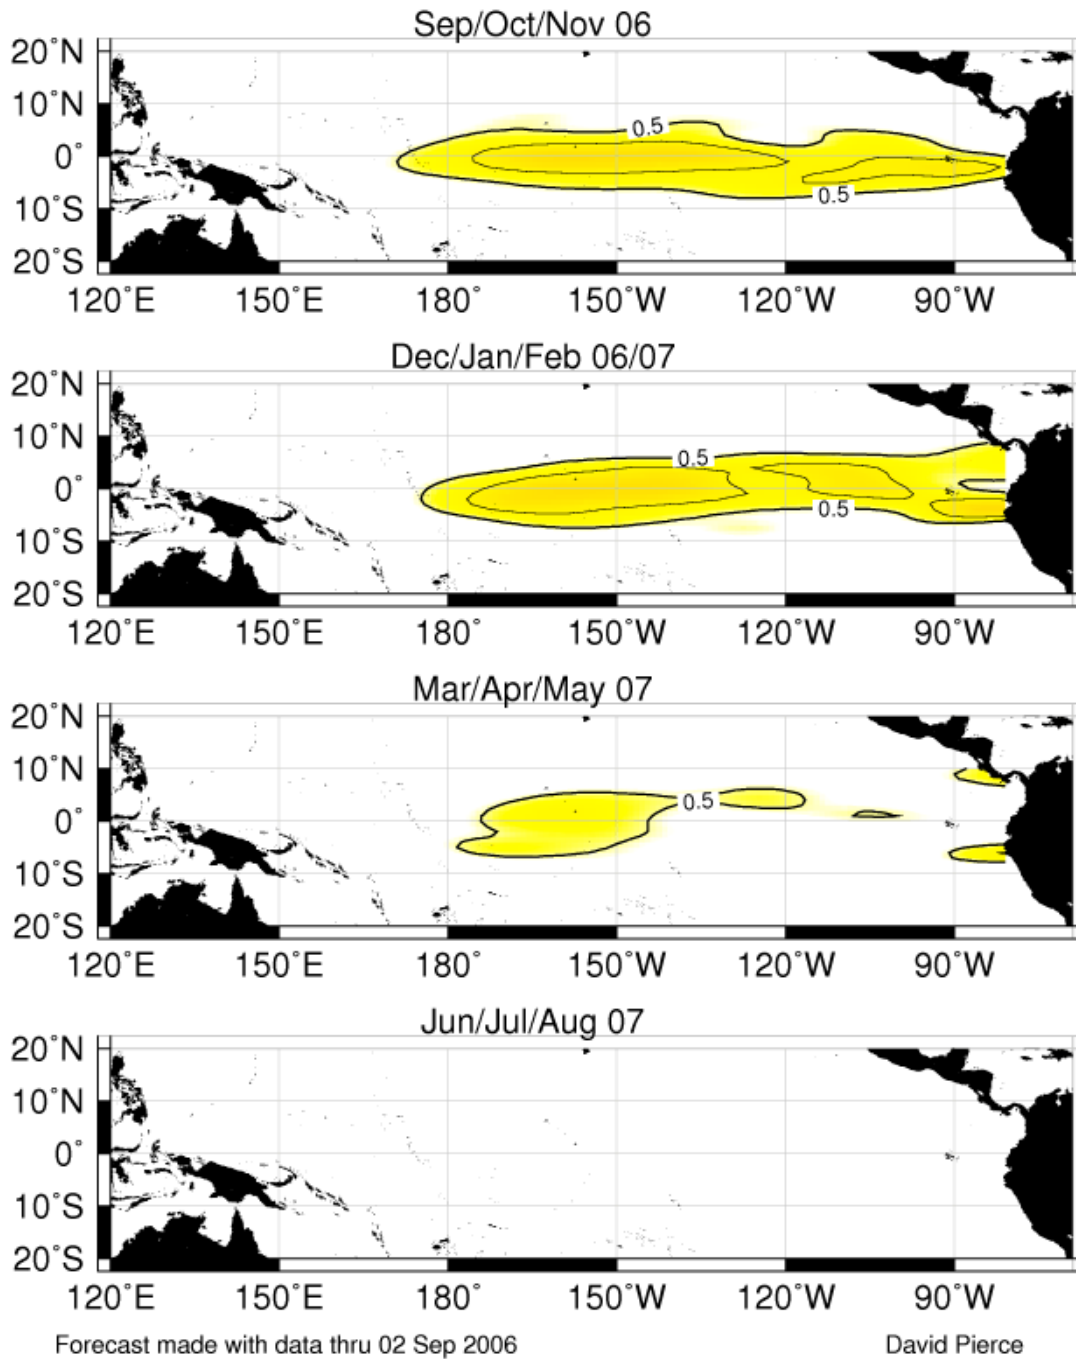 Sep/Oct/Nov 06
20˚N
10˚N
0.5
0˚
0.5
10˚S
20˚S
120˚E 150˚E 180˚ 150˚W 120˚W 90˚W
Dec/Jan/Feb 06/07
20˚N
10˚N
0.5
0˚
0.5
10˚S
20˚S
120˚E 150˚E 180˚ 150˚W 120˚W 90˚W
Mar/Apr/May 07
20˚N
10˚N
0.5
0˚
10˚S
20˚S
120˚E 150˚E 180˚ 150˚W 120˚W 90˚W
Jun/Jul/Aug 07
20˚N
10˚N
0˚
10˚S
20˚S
120˚E 150˚E 180˚ 150˚W 120˚W 90˚W
Forecast made with data thru 02 Sep 2006 David Pierce